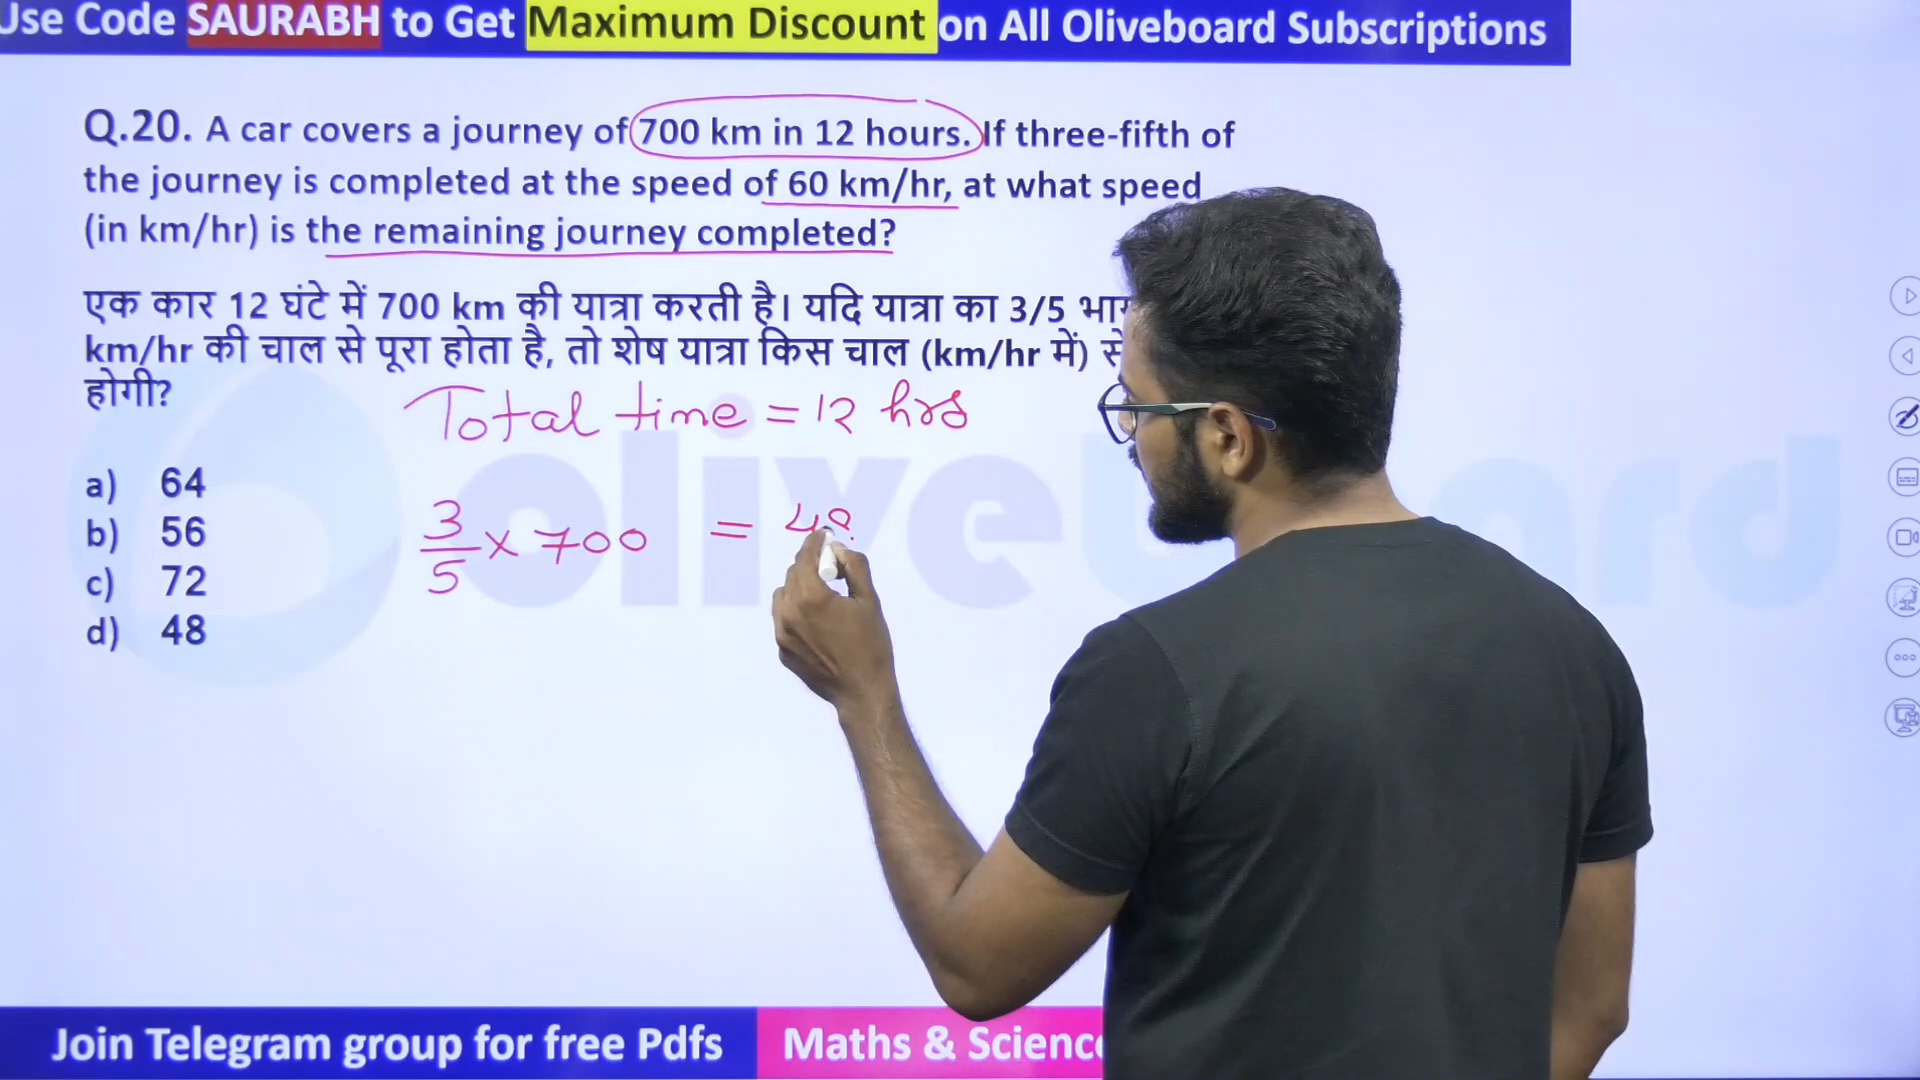 Use Code SAURABH to Get Maximum Discount on All Oliveboard Subscriptions
Q.20. A car covers a journey of 700 km in 12 hours. If three-fifth of
the journey is completed at the speed of 60 km/hr, at what speed
(in km/hr) is the remaining journey completed?
एक कार 12 घंटे में 700 km की यात्रा करती है। यदि यात्रा का 3/5
km/hr की चाल से पूरा होता है, तो शेष यात्रा किस चाल (km/hr में) से
होगी?
Total time = 12 hrs
a) 64
b) 56
c) 72
d) 48
3/5 × 700 =
Join Telegram group for free Pdfs
Maths & Science